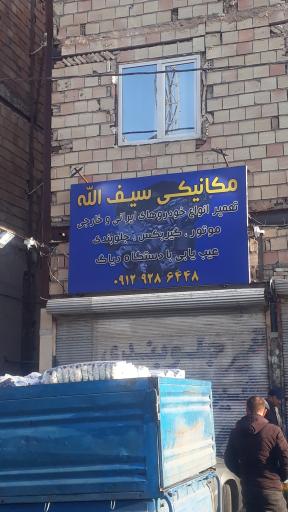 مکانیکی سیف الله
تعمیر انواع خودروهای ایرانی و خارجی
موتور . گیربکس . جلوبندی
عیب یابی با دستگاه دیاگ
۰۹۱۲ ۹۲۸ ۶۴۴۸